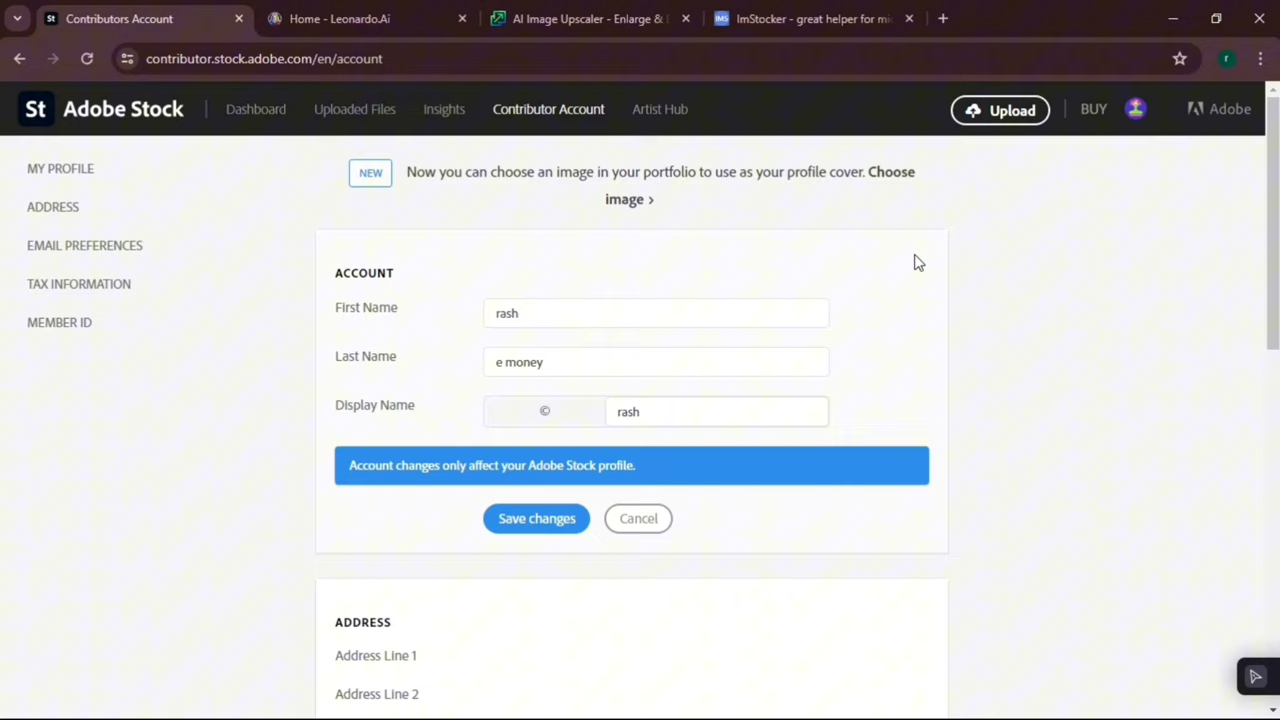 St Contributors Account
Home - Leonardo.Ai
AI Image Upscaler - Enlarge &
IMS ImStocker - great helper for mi
contributor.stock.adobe.com/en/account
r
St Adobe Stock
Dashboard
Uploaded Files
Insights
Contributor Account
Artist Hub
Upload
BUY
Adobe
MY PROFILE
ADDRESS
EMAIL PREFERENCES
TAX INFORMATION
MEMBER ID
NEW
Now you can choose an image in your portfolio to use as your profile cover. Choose
image >
ACCOUNT
First Name
rash
Last Name
e money
Display Name
©
rash
Account changes only affect your Adobe Stock profile.
Save changes
Cancel
ADDRESS
Address Line 1
Address Line 2